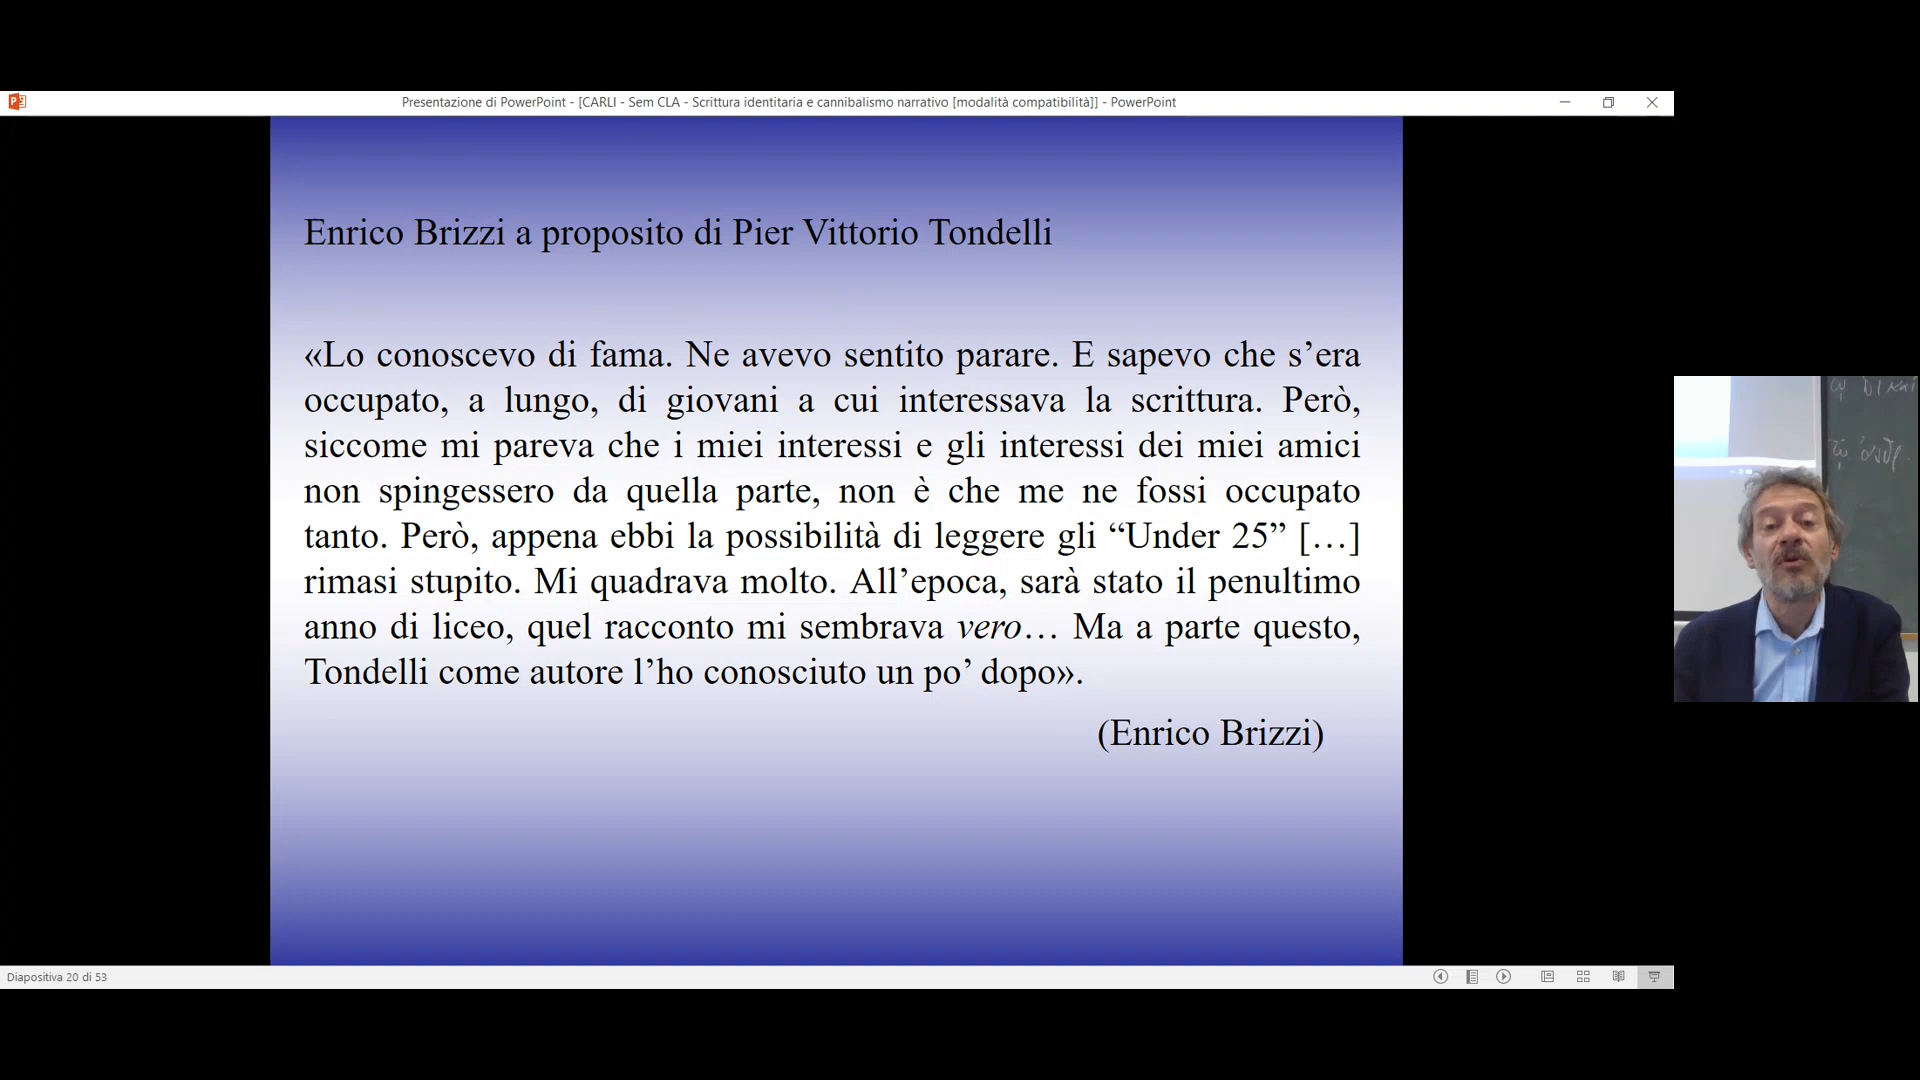 Presentazione di PowerPoint - [CARLI - Sem CLA - Scrittura identitaria e cannibalismo narrativo [modalità compatibilità]] - PowerPoint
Enrico Brizzi a proposito di Pier Vittorio Tondelli
«Lo conoscevo di fama. Ne avevo sentito parare. E sapevo che s’era
occupato, a lungo, di giovani a cui interessava la scrittura. Però,
siccome mi pareva che i miei interessi e gli interessi dei miei amici
non spingessero da quella parte, non è che me ne fossi occupato
tanto. Però, appena ebbi la possibilità di leggere gli “Under 25” […]
rimasi stupito. Mi quadrava molto. All’epoca, sarà stato il penultimo
anno di liceo, quel racconto mi sembrava vero… Ma a parte questo,
Tondelli come autore l’ho conosciuto un po’ dopo».
(Enrico Brizzi)
Diapositiva 20 di 53